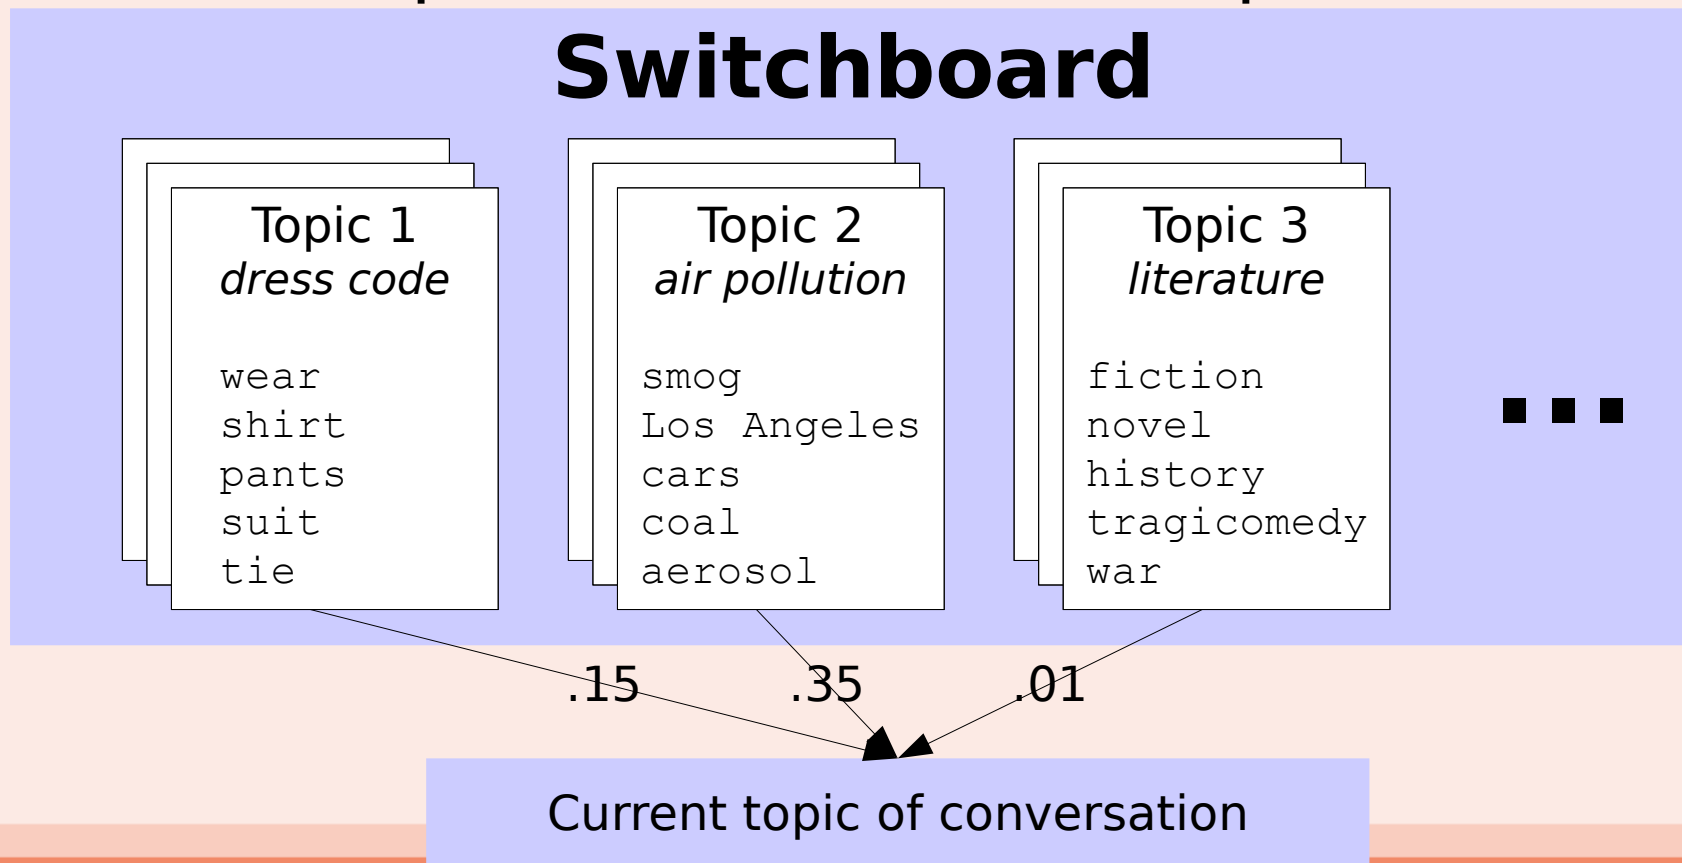 Switchboard
Topic 1
dress code
wear
shirt
pants
suit
tie
Topic 2
air pollution
smog
Los Angeles
cars
coal
aerosol
Topic 3
literature
fiction
novel
history
tragicomedy
war
...
.15
.35
.01
Current topic of conversation